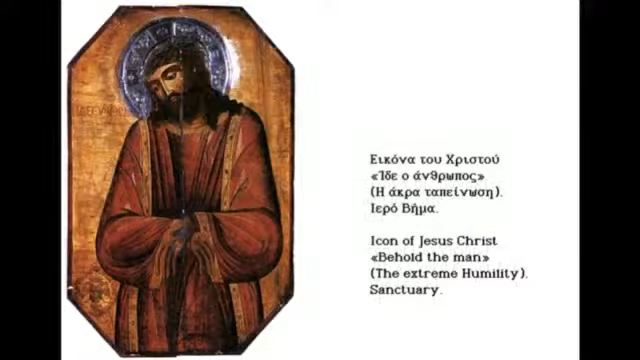 Εικόνα του Χριστού
«Ίδε ο άνθρωπος»
(Η άκρα ταπείνωση).
Ιερό Βήμα.
Icon of Jesus Christ
«Behold the man»
(The extreme Humility).
Sanctuary.